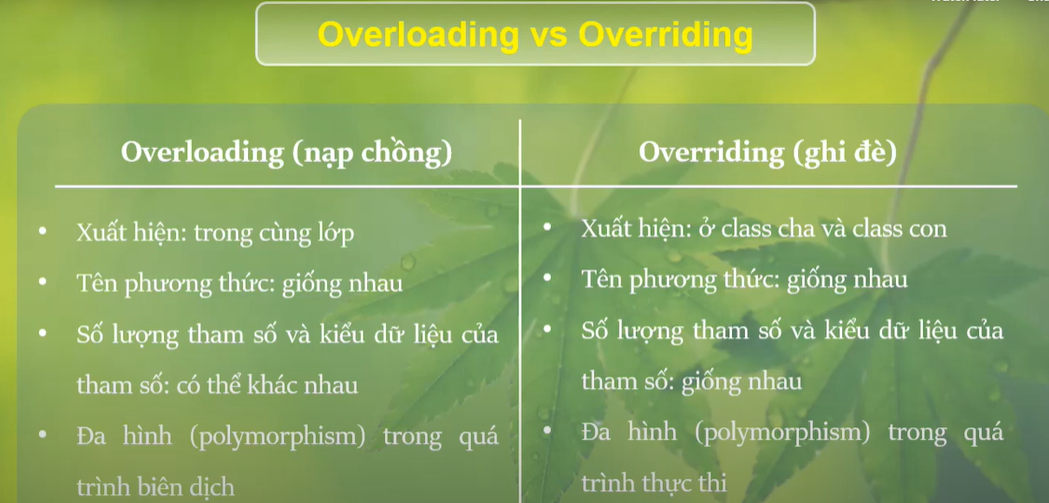 Overloading vs Overriding
Overloading (nạp chồng)
• Xuất hiện: trong cùng lớp
• Tên phương thức: giống nhau
• Số lượng tham số và kiểu dữ liệu của
tham số: có thể khác nhau
• Đa hình (polymorphism) trong quá
trình biên dịch
Overriding (ghi đè)
• Xuất hiện: ở class cha và class con
• Tên phương thức: giống nhau
• Số lượng tham số và kiểu dữ liệu của
tham số: giống nhau
• Đa hình (polymorphism) trong quá
trình thực thi